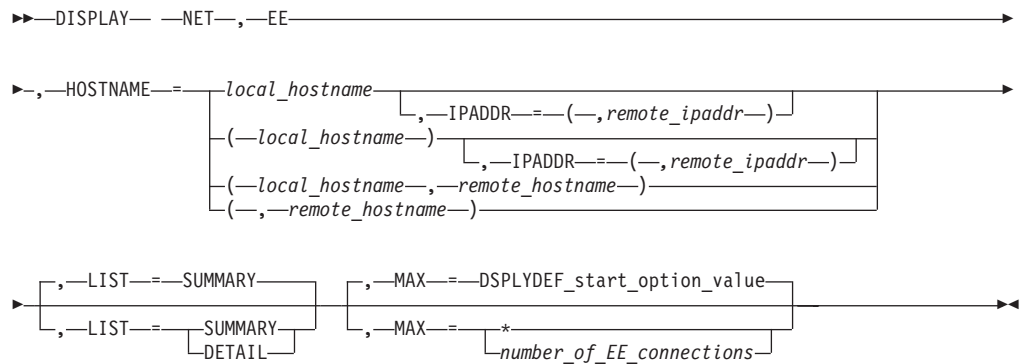 DISPLAY NET , EE
, HOSTNAME = local_hostname
, IPADDR = ( ,remote_ipaddr )
( local_hostname )
, IPADDR = ( ,remote_ipaddr )
( local_hostname , remote_hostname )
( , remote_hostname )
, LIST = SUMMARY , MAX = DSPLYDEF_start_option_value
, LIST = SUMMARY , MAX = *
DETAIL number_of_EE_connections